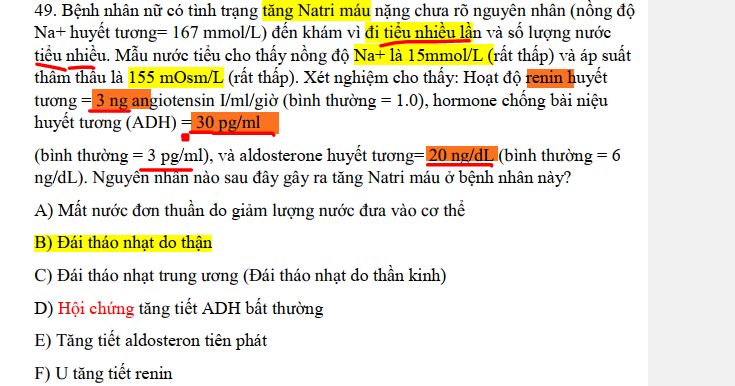 49. Bệnh nhân nữ có tình trạng tăng Natri máu nặng chưa rõ nguyên nhân (nồng độ
Na+ huyết tương= 167 mmol/L) đến khám vì đi tiểu nhiều lần và số lượng nước
tiểu nhiều. Mẫu nước tiểu cho thấy nồng độ Na+ là 15mmol/L (rất thấp) và áp suất
thẩm thấu là 155 mOsm/L (rất thấp). Xét nghiệm cho thấy: Hoạt độ renin huyết
tương = 3 ng angiotensin I/ml/giờ (bình thường = 1.0), hormone chống bài niệu
huyết tương (ADH) = 30 pg/ml
(bình thường = 3 pg/ml), và aldosterone huyết tương= 20 ng/dL (bình thường = 6
ng/dL). Nguyên nhân nào sau đây gây ra tăng Natri máu ở bệnh nhân này?
A) Mất nước đơn thuần do giảm lượng nước đưa vào cơ thể
B) Đái tháo nhạt do thận
C) Đái tháo nhạt trung ương (Đái tháo nhạt do thần kinh)
D) Hội chứng tăng tiết ADH bất thường
E) Tăng tiết aldosteron tiên phát
F) U tăng tiết renin